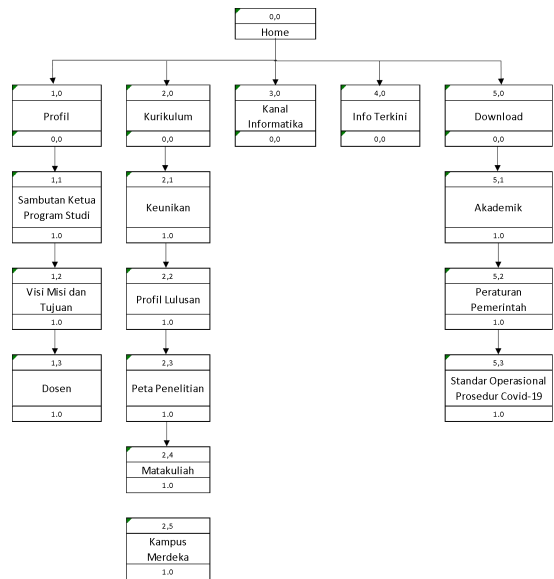 0,0
Home
1,0
Profil
0,0
2,0
Kurikulum
0,0
3,0
Kanal
Informatika
0,0
4,0
Info Terkini
0,0
5,0
Download
0,0
1,1
Sambutan Ketua
Program Studi
1.0
2,1
Keunikan
1.0
5,1
Akademik
1.0
1,2
Visi Misi dan
Tujuan
1.0
2,2
Profil Lulusan
1.0
5,2
Peraturan
Pemerintah
1.0
1,3
Dosen
1.0
2,3
Peta Penelitian
1.0
5,3
Standar Operasional
Prosedur Covid-19
1.0
2,4
Matakuliah
1.0
2,5
Kampus
Merdeka
1.0